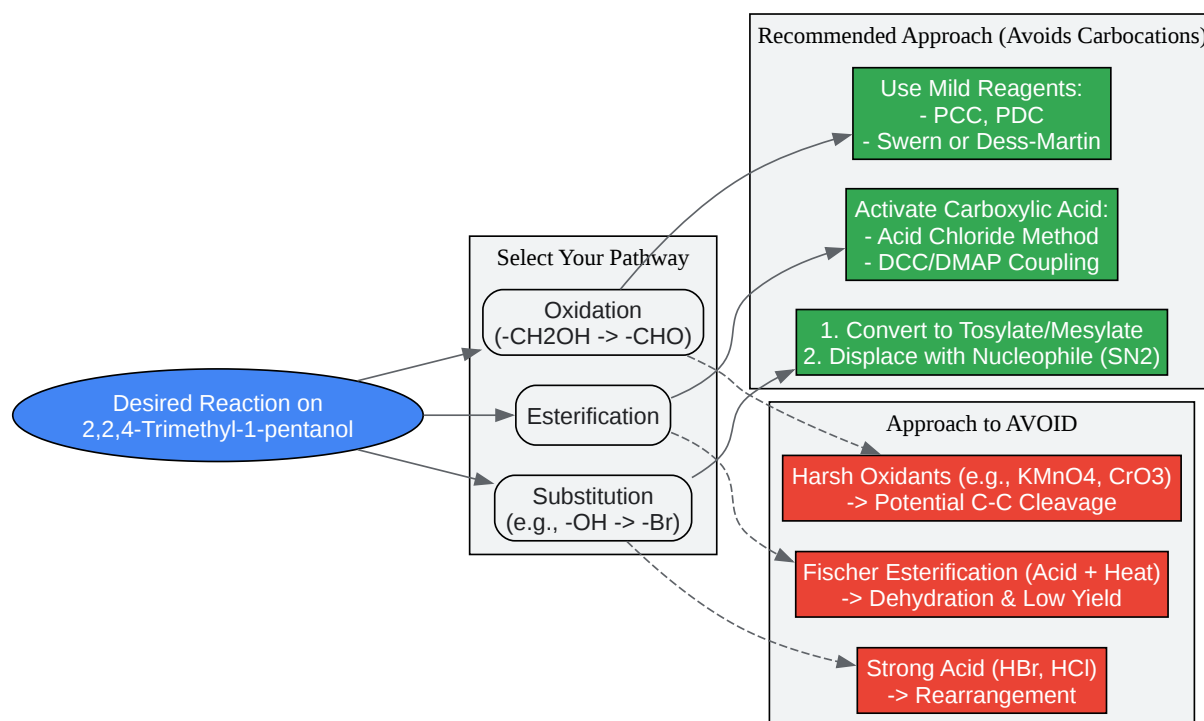 Desired Reaction on
2,2,4-Trimethyl-1-pentanol
Select Your Pathway
Oxidation
(-CH2OH -> -CHO)
Esterification
Substitution
(e.g., -OH -> -Br)
Recommended Approach (Avoids Carbocations)
Use Mild Reagents:
- PCC, PDC
- Swern or Dess-Martin
Activate Carboxylic Acid:
- Acid Chloride Method
- DCC/DMAP Coupling
1. Convert to Tosylate/Mesylate
2. Displace with Nucleophile (SN2)
Approach to AVOID
Harsh Oxidants (e.g., KMnO4, CrO3)
-> Potential C-C Cleavage
Fischer Esterification (Acid + Heat)
-> Dehydration & Low Yield
Strong Acid (HBr, HCl)
-> Rearrangement